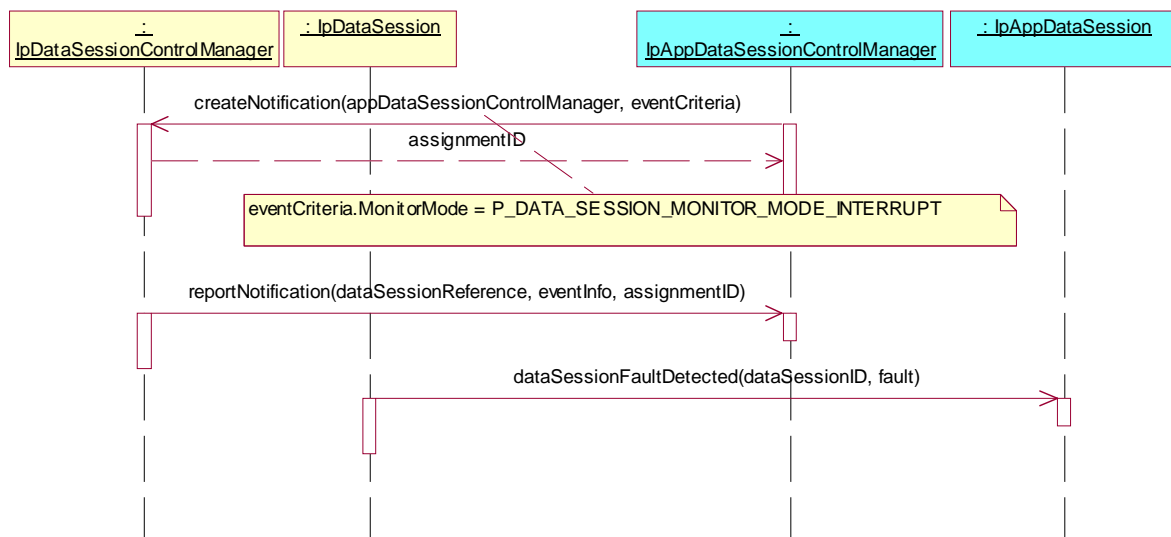 :
IpDataSessionControlManager
: IpDataSession
:
IpAppDataSessionControlManager
: IpAppDataSession
createNotification(appDataSessionControlManager, eventCriteria)
assignmentID
eventCriteria.MonitorMode = P_DATA_SESSION_MONITOR_MODE_INTERRUPT
reportNotification(dataSessionReference, eventInfo, assignmentID)
dataSessionFaultDetected(dataSessionID, fault)